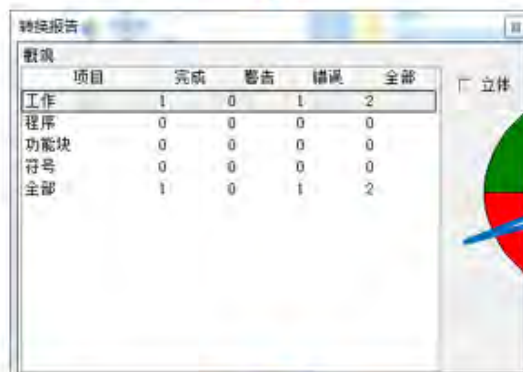 转换报告
概观
项目 完成 警告 错误 全部
工作 1 0 1 2
程序 0 0 0 0
功能块 0 0 0 0
符号 0 0 0 0
全部 1 0 1 2
立体